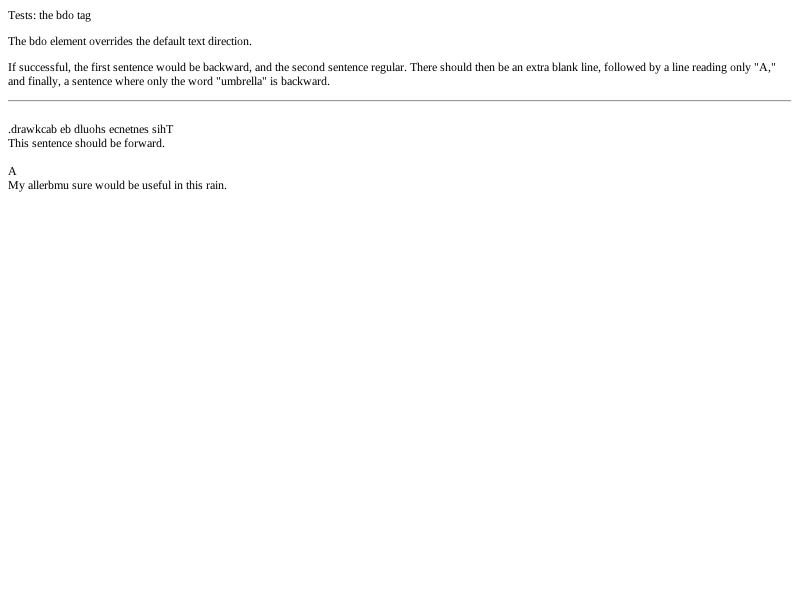 Tests: the bdo tag
The bdo element overrides the default text direction.
If successful, the first sentence would be backward, and the second sentence regular. There should then be an extra blank line, followed by a line reading only "A,"
and finally, a sentence where only the word "umbrella" is backward.
.drawkcab eb dluohs ecnetnes sihT
This sentence should be forward.
A
My allerbmu sure would be useful in this rain.